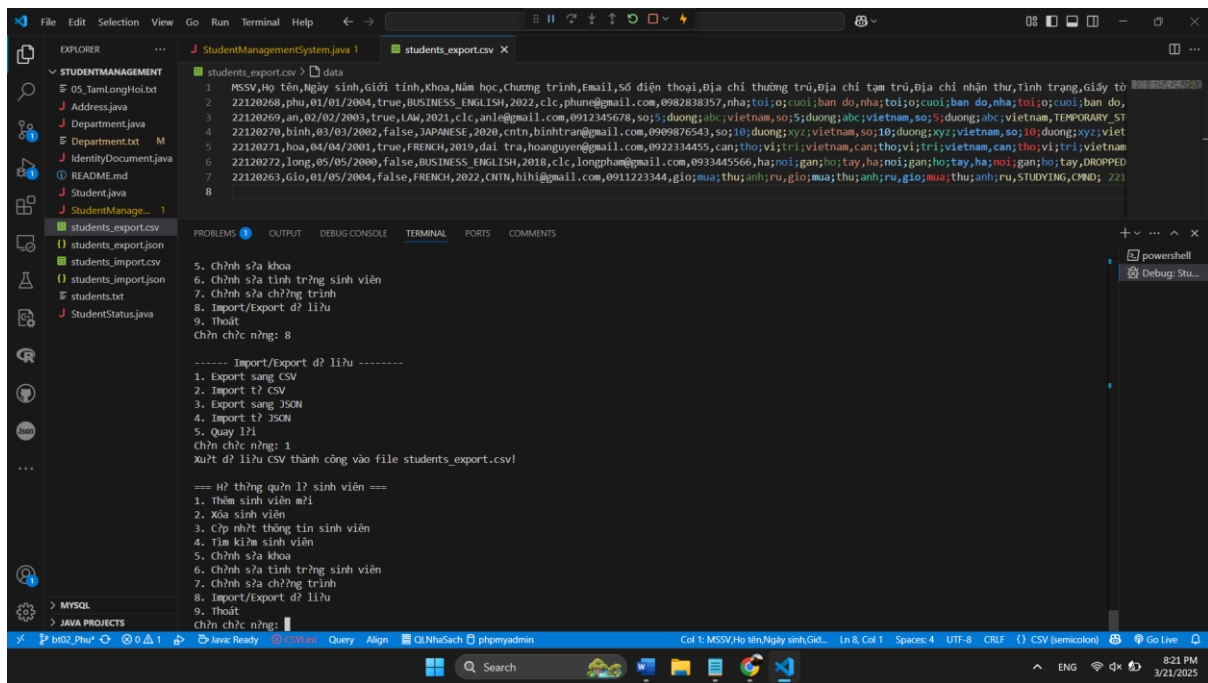 File Edit Selection View Go Run Terminal Help
EXPLORER
StudentManagementSystem.java 1
students_export.csv
STUDENTMANAGEMENT
05_TamLongHoi.txt
Address.java
Department.java
Department.txt M
IdentityDocument.java
README.md
Student.java
StudentManage... 1
students_export.csv
students_export.json
students_import.csv
students_import.json
students.txt
StudentStatus.java
MYSQL
JAVA PROJECTS
students_export.csv > data
1 MSSV,Họ tên,Ngày sinh,Giới tính,Khoa,Năm học,Chương trình,Email,Số điện thoại,Địa chỉ thường trú,Địa chỉ tạm trú,Địa chỉ nhận thư,Tình trạng,Giấy tờ
2 22120268,phu,01/01/2004,true,BUSINESS_ENGLISH,2022,clc,phune@gmail.com,0982838357,nha;toi;o;cuoi;ban do,nha;toi;o;cuoi;ban do,nha;toi;o;cuoi;ban do,
3 22120269,an,02/02/2003,true,LAW,2021,clc,anle@gmail.com,0912345678,so;5;duong;abc;vietnam,so;5;duong;abc;vietnam,so;5;duong;abc;vietnam,TEMPORARY_ST
4 22120270,binh,03/03/2002,false,JAPANESE,2020,cntn,binhtran@gmail.com,0909876543,so;10;duong;xyz;vietnam,so;10;duong;xyz;vietnam,so;10;duong;xyz;viet
5 22120271,hoa,04/04/2001,true,FRENCH,2019,dai tra,hoanguyen@gmail.com,0922334455,can;tho;vi;tri;vietnam,can;tho;vi;tri;vietnam,can;tho;vi;tri;vietnam
6 22120272,long,05/05/2000,false,BUSINESS_ENGLISH,2018,clc,longpham@gmail.com,0933445566,ha;noi;gan;ho;tay,ha;noi;gan;ho;tay,ha;noi;gan;ho;tay,DROPPED
7 22120263,Gio,01/05/2004,false,FRENCH,2022,CNTN,hihi@gmail.com,0911223344,gio;mua;thu;anh;ru,gio;mua;thu;anh;ru,gio;mua;thu;anh;ru,STUDYING,CMND; 221
8
PROBLEMS 1 OUTPUT DEBUG CONSOLE TERMINAL PORTS COMMENTS
powershell
Debug: Stu...
5. Ch?nh s?a khoa
6. Ch?nh s?a tình tr?ng sinh viên
7. Ch?nh s?a ch??ng trình
8. Import/Export d? li?u
9. Thoát
Ch?n ch?c n?ng: 8
------ Import/Export d? li?u --------
1. Export sang CSV
2. Import t? CSV
3. Export sang JSON
4. Import t? JSON
5. Quay l?i
Ch?n ch?c n?ng: 1
Xu?t d? li?u CSV thành công vào file students_export.csv!
=== H? th?ng qu?n l? sinh viên ===
1. Thêm sinh viên m?i
2. Xóa sinh viên
3. C?p nh?t thông tin sinh viên
4. Tìm ki?m sinh viên
5. Ch?nh s?a khoa
6. Ch?nh s?a tình tr?ng sinh viên
7. Ch?nh s?a ch??ng trình
8. Import/Export d? li?u
9. Thoát
Ch?n ch?c n?ng:
bt02_Phu* 0 1 Java: Ready CSVLint Query Align QLNhaSach phpmyadmin Col 1: MSSV,Họ tên,Ngày sinh,Giớ... Ln 8, Col 1 Spaces: 4 UTF-8 CRLF {} CSV (semicolon) Go Live
Search
ENG
8:21 PM
3/21/2025